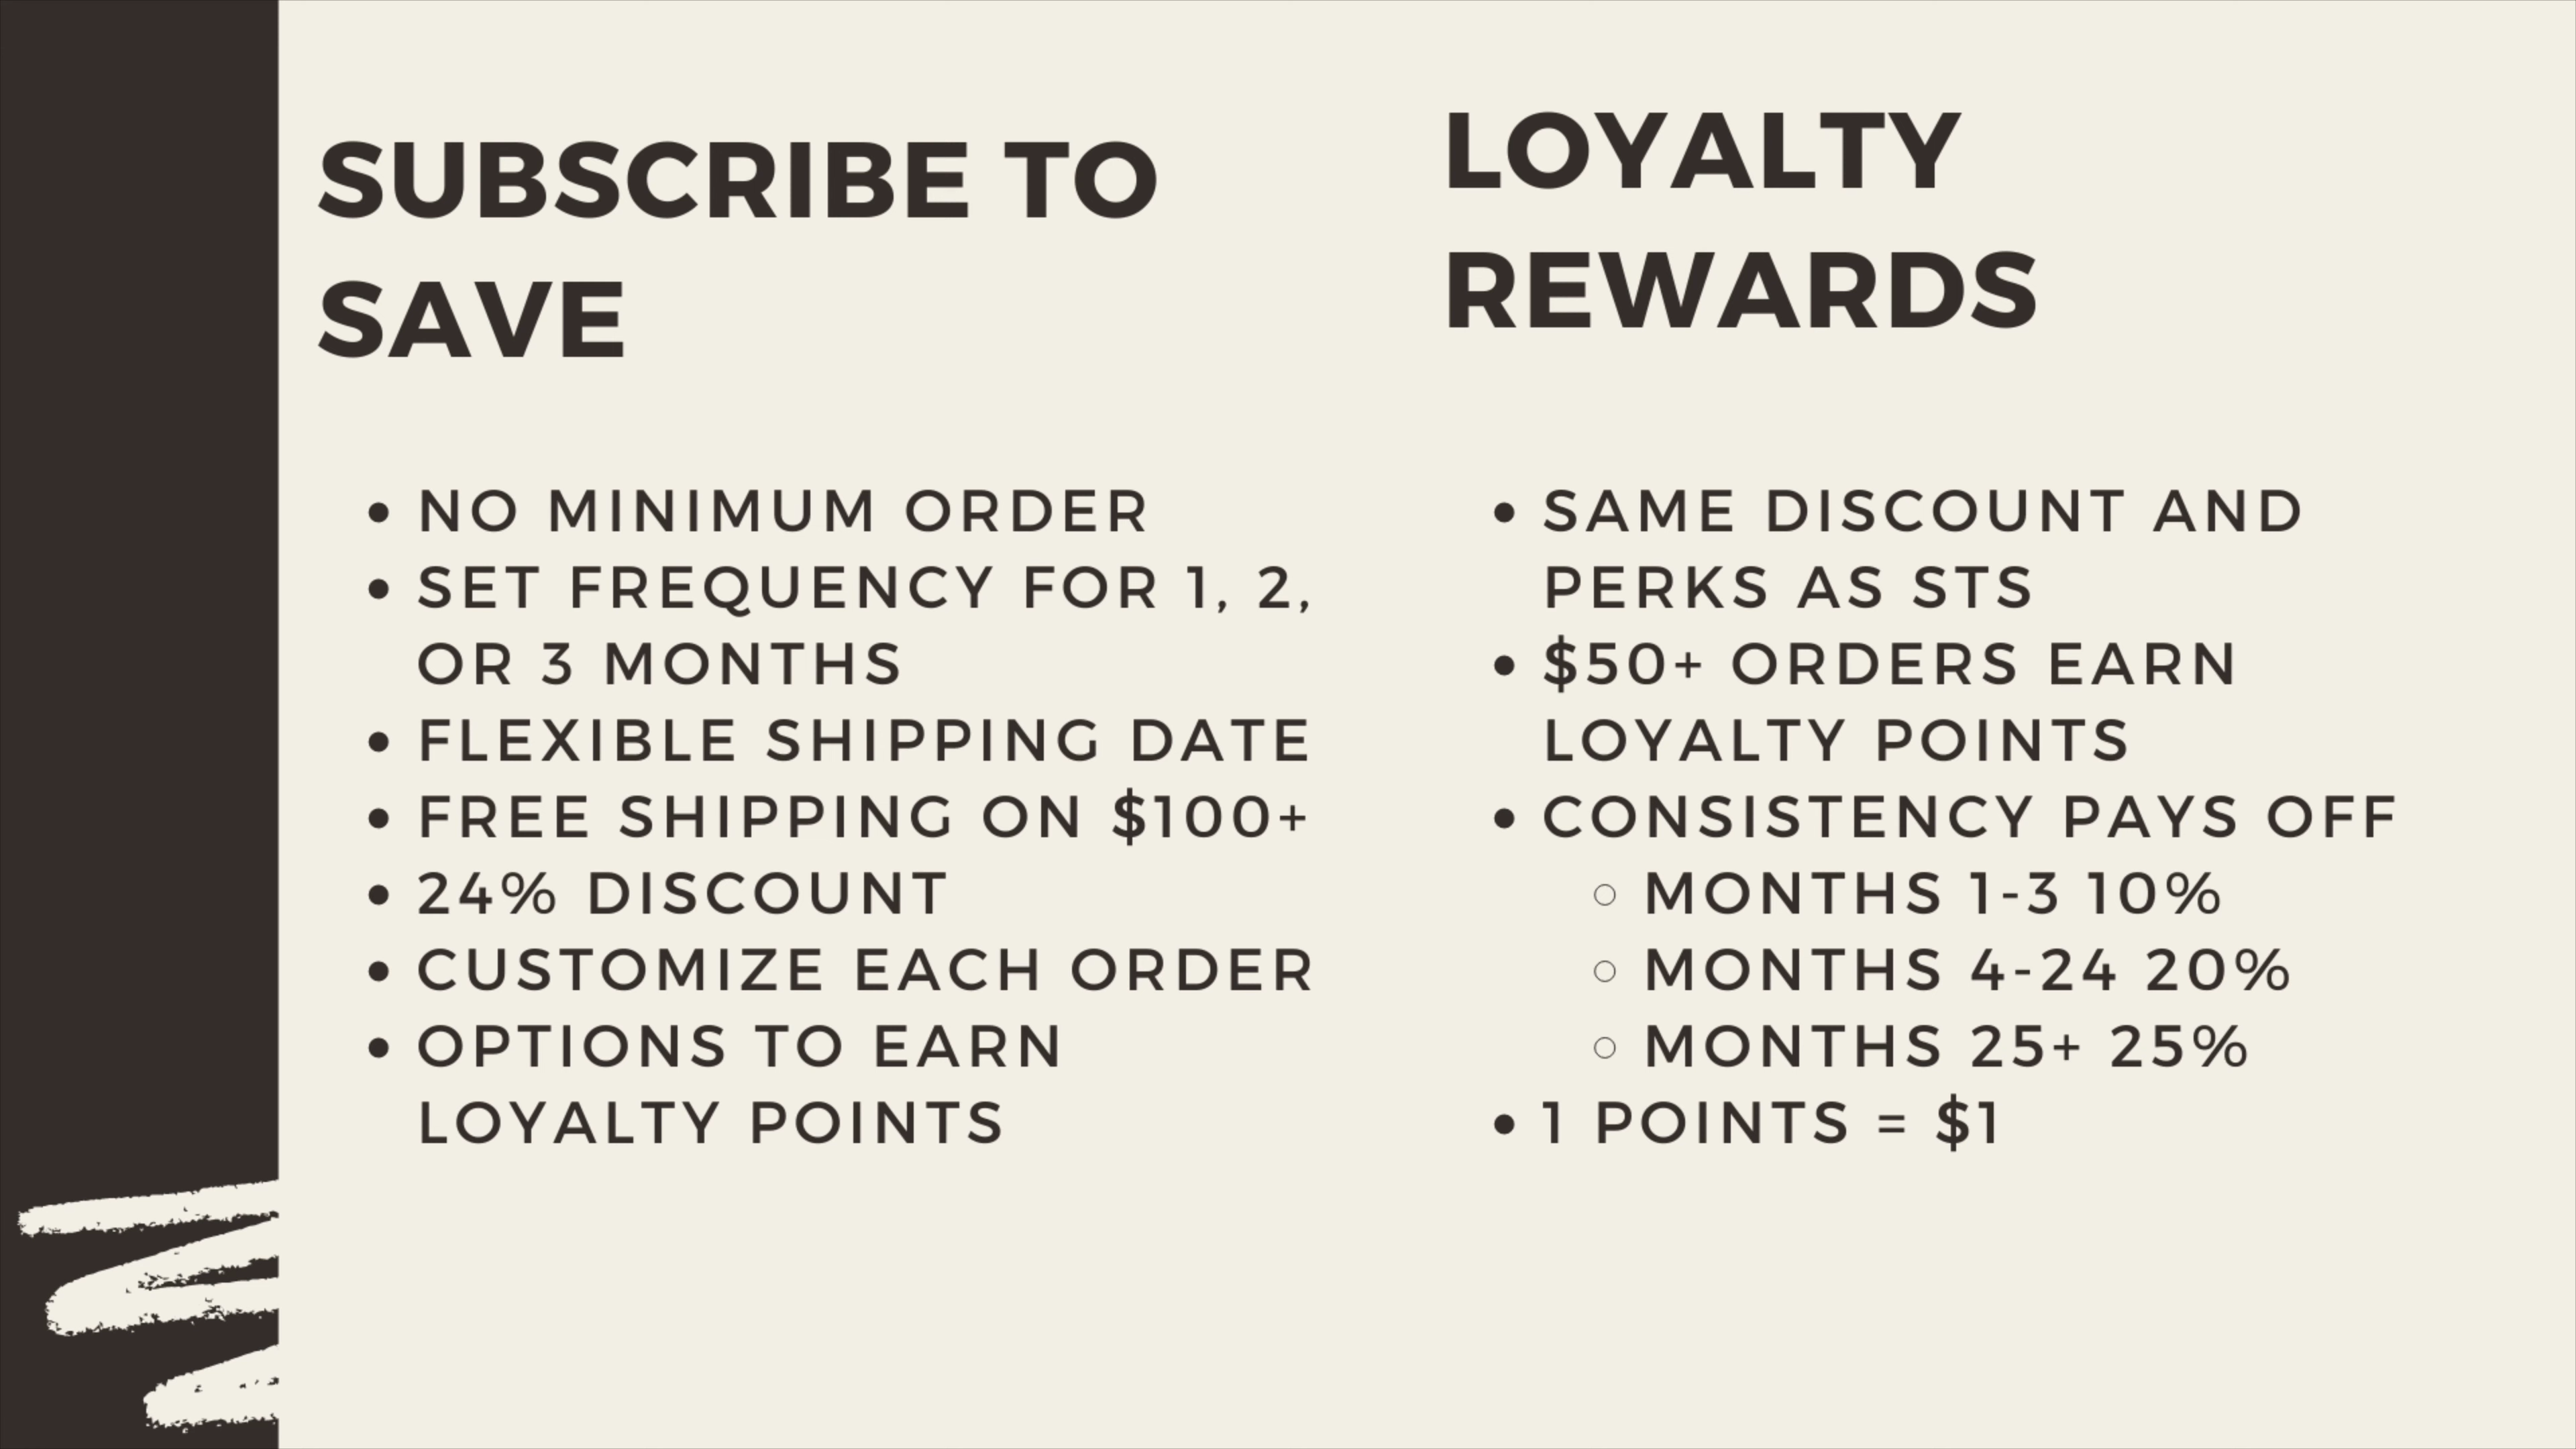 SUBSCRIBE TO
SAVE
• NO MINIMUM ORDER
• SET FREQUENCY FOR 1, 2,
OR 3 MONTHS
• FLEXIBLE SHIPPING DATE
• FREE SHIPPING ON $100+
• 24% DISCOUNT
• CUSTOMIZE EACH ORDER
• OPTIONS TO EARN
LOYALTY POINTS
LOYALTY
REWARDS
• SAME DISCOUNT AND
PERKS AS STS
• $50+ ORDERS EARN
LOYALTY POINTS
• CONSISTENCY PAYS OFF
○ MONTHS 1-3 10%
○ MONTHS 4-24 20%
○ MONTHS 25+ 25%
• 1 POINTS = $1